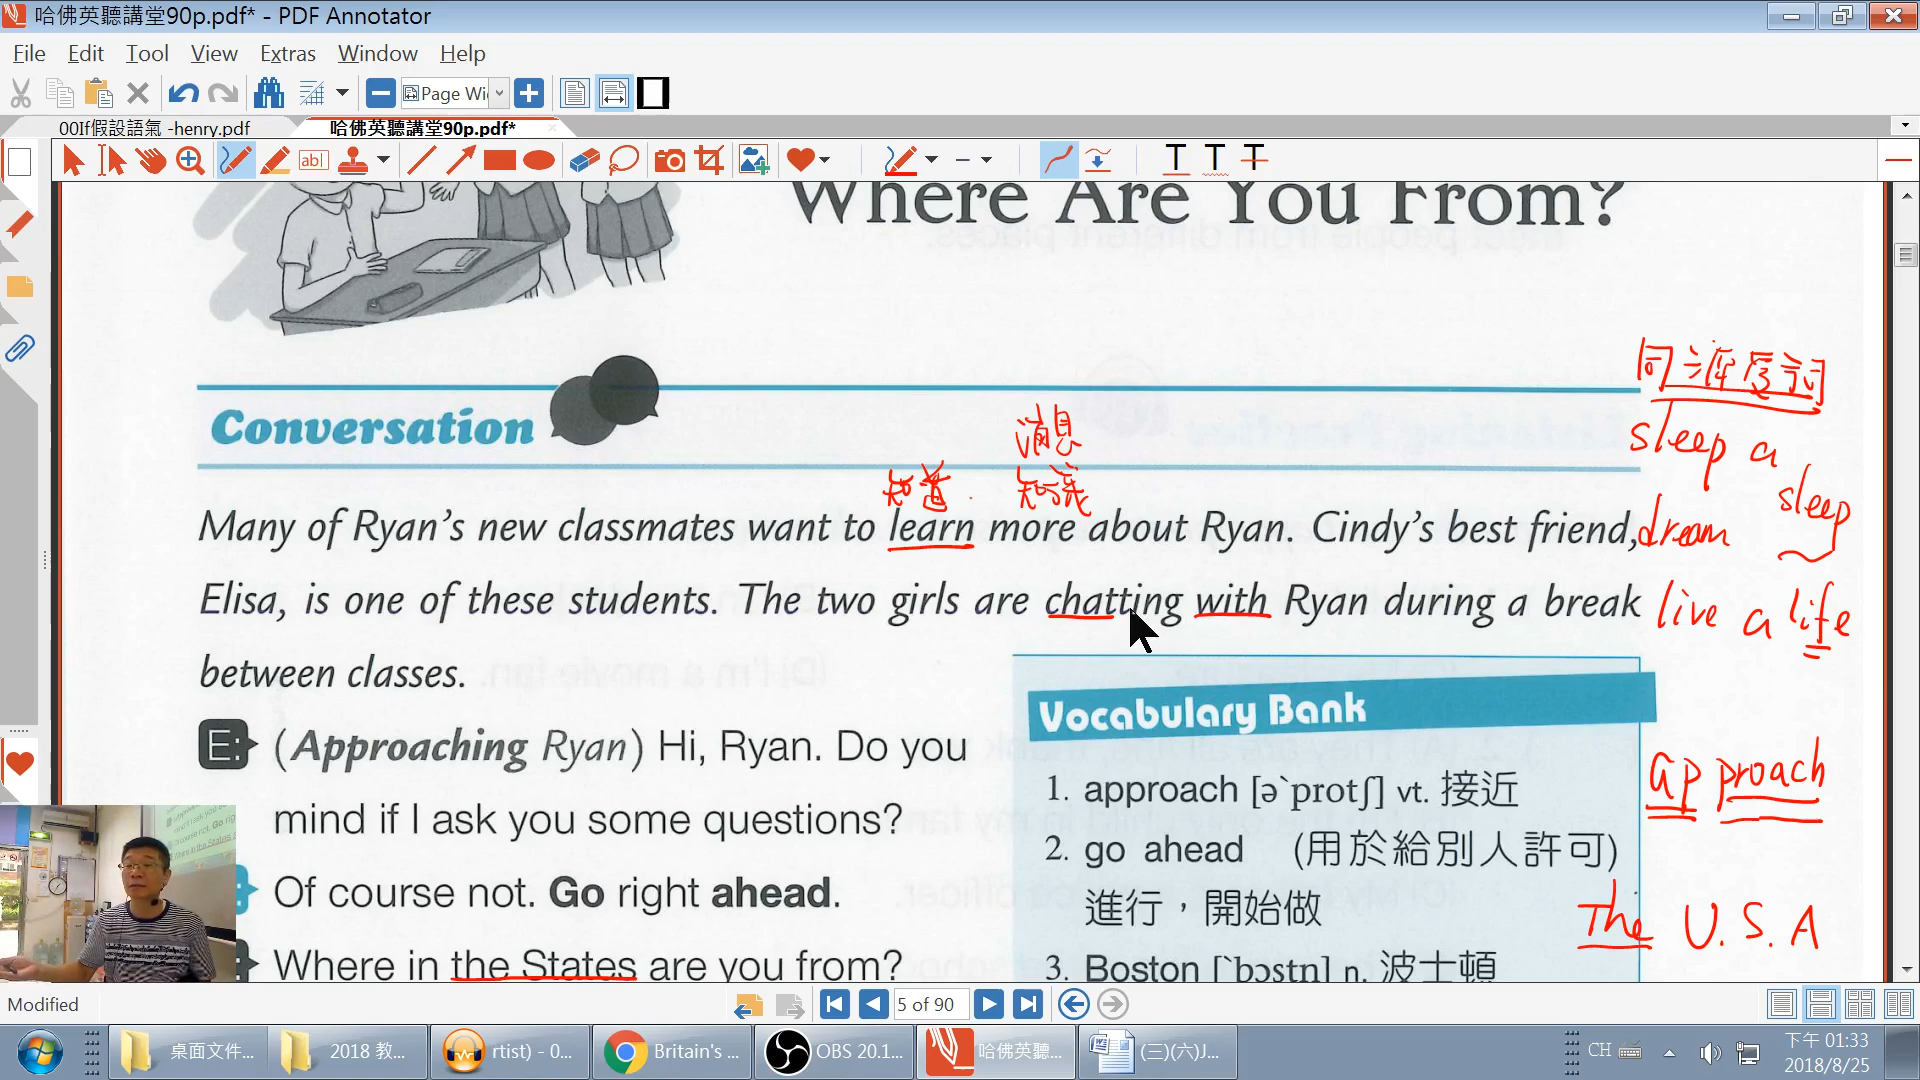 哈佛英聽講堂90p.pdf* - PDF Annotator
File Edit Tool View Extras Window Help
Page Wi
00If假設語氣 -henry.pdf
哈佛英聽講堂90p.pdf*
Where Are You From?
Conversation
消息
知道
知識
Many of Ryan's new classmates want to learn more about Ryan. Cindy's best friend,
Elisa, is one of these students. The two girls are chatting with Ryan during a break
between classes.
sleep a sleep
dream
live a life
E: (Approaching Ryan) Hi, Ryan. Do you
mind if I ask you some questions?
Of course not. Go right ahead.
Where in the States are you from?
Vocabulary Bank
1. approach [ə`protʃ] vt. 接近
2. go ahead (用於給別人許可)
進行，開始做
3. Boston [`bɔstn] n. 波士頓
approach
The U.S.A
Modified
5 of 90
桌面文件...
2018 教...
rtist) - 0...
Britain's ...
OBS 20.1...
哈佛英聽...
(三)(六)J...
CH
下午 01:33
2018/8/25